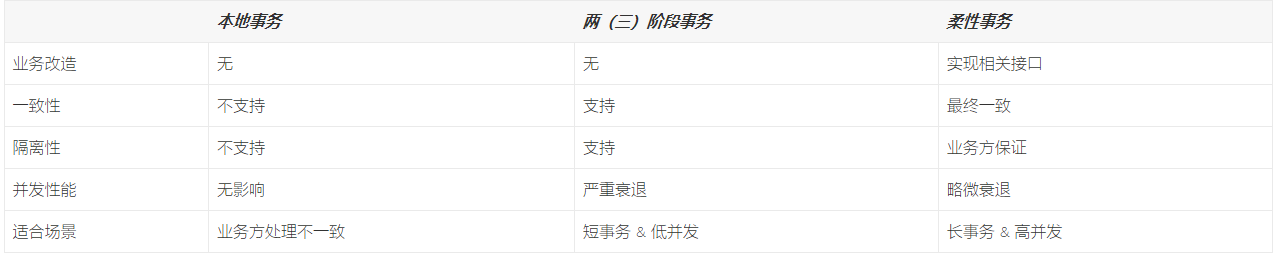 本地事务 两（三）阶段事务 柔性事务
业务改造 无 无 实现相关接口
一致性 不支持 支持 最终一致
隔离性 不支持 支持 业务方保证
并发性能 无影响 严重衰退 略微衰退
适合场景 业务方处理不一致 短事务 & 低并发 长事务 & 高并发